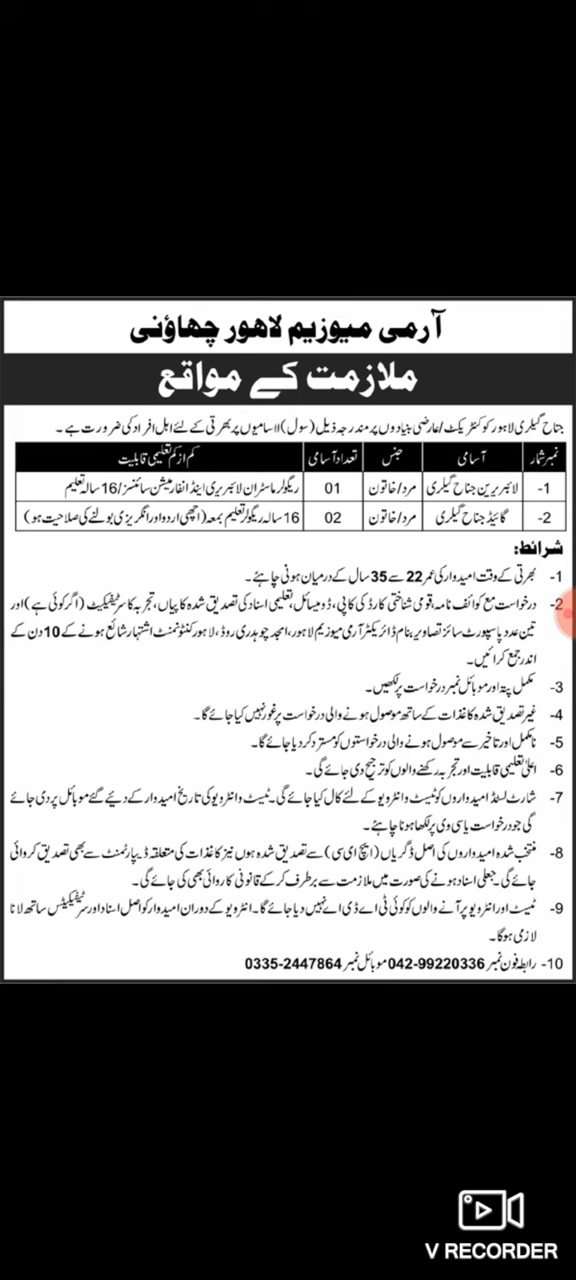 آرمی میوزیم لاهور چھاؤنی
ملازمت کے مواقع
جناح گیلری لاہور کو کنٹریکٹ/عارضی بنیادوں پر مندرجہ ذیل (سول) ااسامیوں پر بھرتی کے لئے اہل افراد کی ضرورت ہے۔
نمبر شمار آسامی جنس تعداد آسامی کم از کم تعلیمی قابلیت
1- لائبریرین جناح گیلری مرد/خاتون 01 ریگولر ماسٹر ان لائبریری اینڈ انفارمیشن سائنسز/16 سالہ تعلیم
2- گائیڈ جناح گیلری مرد/خاتون 02 16 سالہ ریگولر تعلیم بمعہ (اچھی اردو اور انگریزی بولنے کی صلاحیت ہو)
شرائط:
1- بھرتی کے وقت امیدوار کی عمر 22 سے 35 سال کے درمیان ہونی چاہئے۔
2- درخواست مع کوائف نامہ، قومی شناختی کارڈ کی کاپی، ڈومیسائل، تعلیمی اسناد کی تصدیق شدہ کاپیاں، تجربہ کا سرٹیفکیٹ (اگر کوئی ہے) اور
تین عدد پاسپورٹ سائز تصاویر بنام ڈائریکٹر آرمی میوزیم لاہور، امجد چوہدری روڈ، لاہور کنٹونمنٹ اشتہار شائع ہونے کے 10 دن کے
اندر جمع کرائیں۔
3- مکمل پتہ اور موبائل نمبر درخواست پر لکھیں۔
4- غیر تصدیق شدہ کاغذات کے ساتھ موصول ہونے والی درخواست پر غور نہیں کیا جائے گا۔
5- نامکمل اور تاخیر سے موصول ہونے والی درخواستوں کو مسترد کر دیا جائے گا۔
6- اعلیٰ تعلیمی قابلیت اور تجربہ رکھنے والوں کو ترجیح دی جائے گی۔
7- شارٹ لسٹڈ امیدواروں کو ٹیسٹ و انٹرویو کے لئے کال کیا جائے گی۔ ٹیسٹ و انٹرویو کی تاریخ امیدوار کے دیئے گئے موبائل پر دی جائے
گی جو درخواست یا سی وی پر لکھا ہونا چاہئے۔
8- منتخب شدہ امیدواروں کی اصل ڈگریاں (ایچ ای سی) سے تصدیق شدہ ہوں نیز کاغذات کی متعلقہ ڈیپارٹمنٹ سے بھی تصدیق کروائی
جائے گی۔ جعلی اسناد ہونے کی صورت میں ملازمت سے برطرف کر کے قانونی کاروائی بھی کی جائے گی۔
9- ٹیسٹ اور انٹرویو پر آنے والوں کو کوئی ٹی اے ڈی اے نہیں دیا جائے گا۔ انٹرویو کے دوران امیدوار کو اصل اسناد اور سرٹیفکیٹس ساتھ لانا
لازمی ہو گا۔
10- رابطہ فون نمبر 042-99220336 موبائل نمبر 0335-2447864
V RECORDER